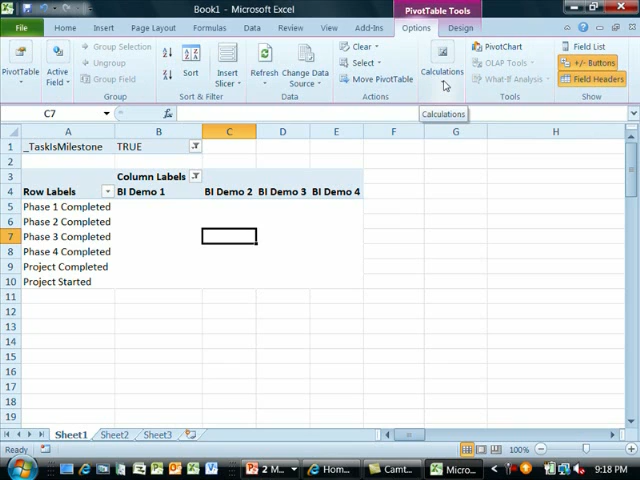 Book1 - Microsoft Excel
PivotTable Tools
File Home Insert Page Layout Formulas Data Review View Add-Ins Options Design
PivotTable
Active Field
Group Selection
Ungroup
Group Field
Group
Sort
Insert Slicer
Sort & Filter
Refresh
Change Data Source
Data
Clear
Select
Move PivotTable
Actions
Calculations
PivotChart
OLAP Tools
What-If Analysis
Tools
Field List
+/- Buttons
Field Headers
Show
C7
fx
Calculations
A B C D E F G H
1 _TaskIsMilestone TRUE
2
3 Column Labels
4 Row Labels BI Demo 1 BI Demo 2 BI Demo 3 BI Demo 4
5 Phase 1 Completed
6 Phase 2 Completed
7 Phase 3 Completed
8 Phase 4 Completed
9 Project Completed
10 Project Started
11
12
13
14
15
16
17
18
19
Sheet1 Sheet2 Sheet3
Ready 100%
2 M... Hom... Camt... Micro... 9:18 PM